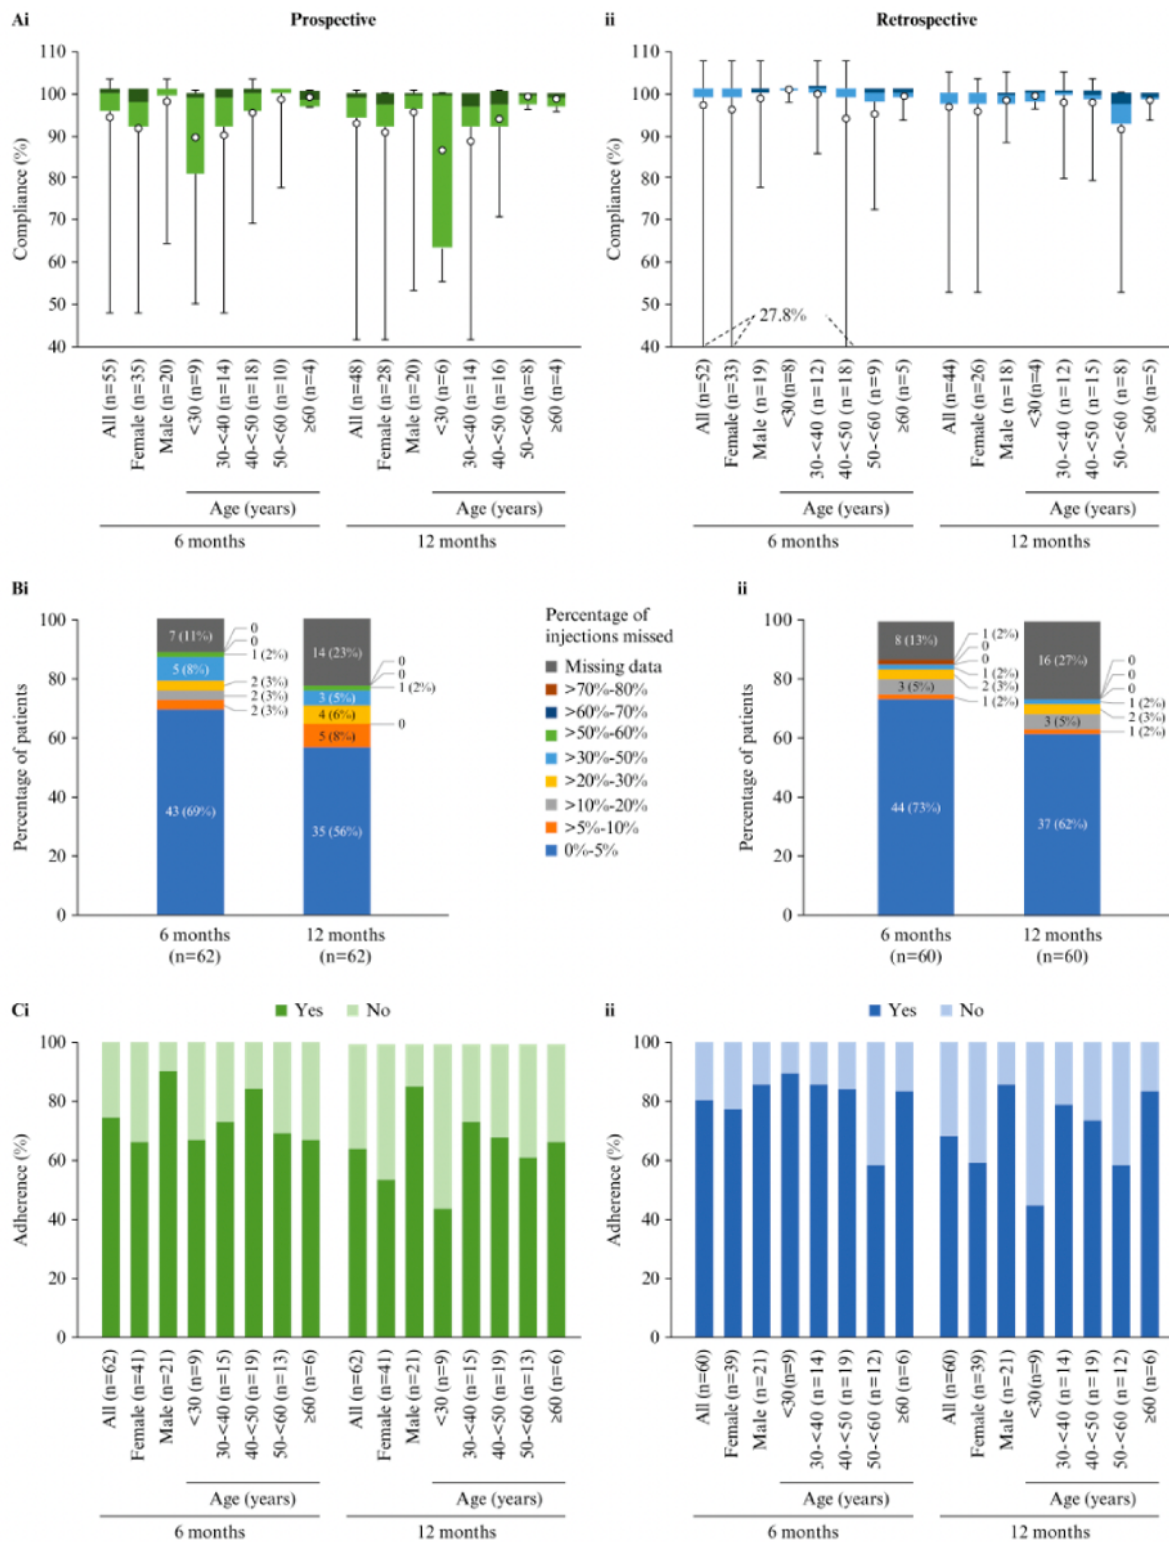 Ai
Prospective
110
100
90
80
70
60
50
40
Compliance (%)
All (n=55)
Female (n=35)
Male (n=20)
<30 (n=9)
30-<40 (n=14)
40-<50 (n=18)
50-<60 (n=10)
≥60 (n=4)
Age (years)
6 months
All (n=48)
Female (n=28)
Male (n=20)
<30 (n=6)
30-<40 (n=14)
40-<50 (n=16)
50-<60 (n=8)
≥60 (n=4)
Age (years)
12 months
ii
Retrospective
110
100
90
80
70
60
50
40
Compliance (%)
27.8%
All (n=52)
Female (n=33)
Male (n=19)
<30 (n=8)
30-<40 (n=12)
40-<50 (n=18)
50-<60 (n=9)
≥60 (n=5)
Age (years)
6 months
All (n=44)
Female (n=26)
Male (n=18)
<30 (n=4)
30-<40 (n=12)
40-<50 (n=15)
50-<60 (n=8)
≥60 (n=5)
Age (years)
12 months
Bi
100
80
60
40
20
0
Percentage of patients
7 (11%)
0
0
1 (2%)
5 (8%)
2 (3%)
2 (3%)
2 (3%)
43 (69%)
6 months
(n=62)
14 (23%)
0
0
1 (2%)
3 (5%)
4 (6%)
0
5 (8%)
35 (56%)
12 months
(n=62)
Percentage of
injections missed
Missing data
>70%-80%
>60%-70%
>50%-60%
>30%-50%
>20%-30%
>10%-20%
>5%-10%
0%-5%
ii
100
80
60
40
20
0
Percentage of patients
8 (13%)
1 (2%)
0
0
1 (2%)
2 (3%)
3 (5%)
1 (2%)
44 (73%)
6 months
(n=60)
16 (27%)
0
0
0
1 (2%)
2 (3%)
3 (5%)
1 (2%)
37 (62%)
12 months
(n=60)
Ci
Yes
No
100
80
60
40
20
0
Adherence (%)
All (n=62)
Female (n=41)
Male (n=21)
<30 (n=9)
30-<40 (n=15)
40-<50 (n=19)
50-<60 (n=13)
≥60 (n=6)
Age (years)
6 months
All (n=62)
Female (n=41)
Male (n=21)
<30 (n=9)
30-<40 (n=15)
40-<50 (n=19)
50-<60 (n=13)
≥60 (n=6)
Age (years)
12 months
ii
Yes
No
100
80
60
40
20
0
Adherence (%)
All (n=60)
Female (n=39)
Male (n=21)
<30 (n=9)
30-<40 (n=14)
40-<50 (n=19)
50-<60 (n=12)
≥60 (n=6)
Age (years)
6 months
All (n=60)
Female (n=39)
Male (n=21)
<30 (n=9)
30-<40 (n=14)
40-<50 (n=19)
50-<60 (n=12)
≥60 (n=6)
Age (years)
12 months